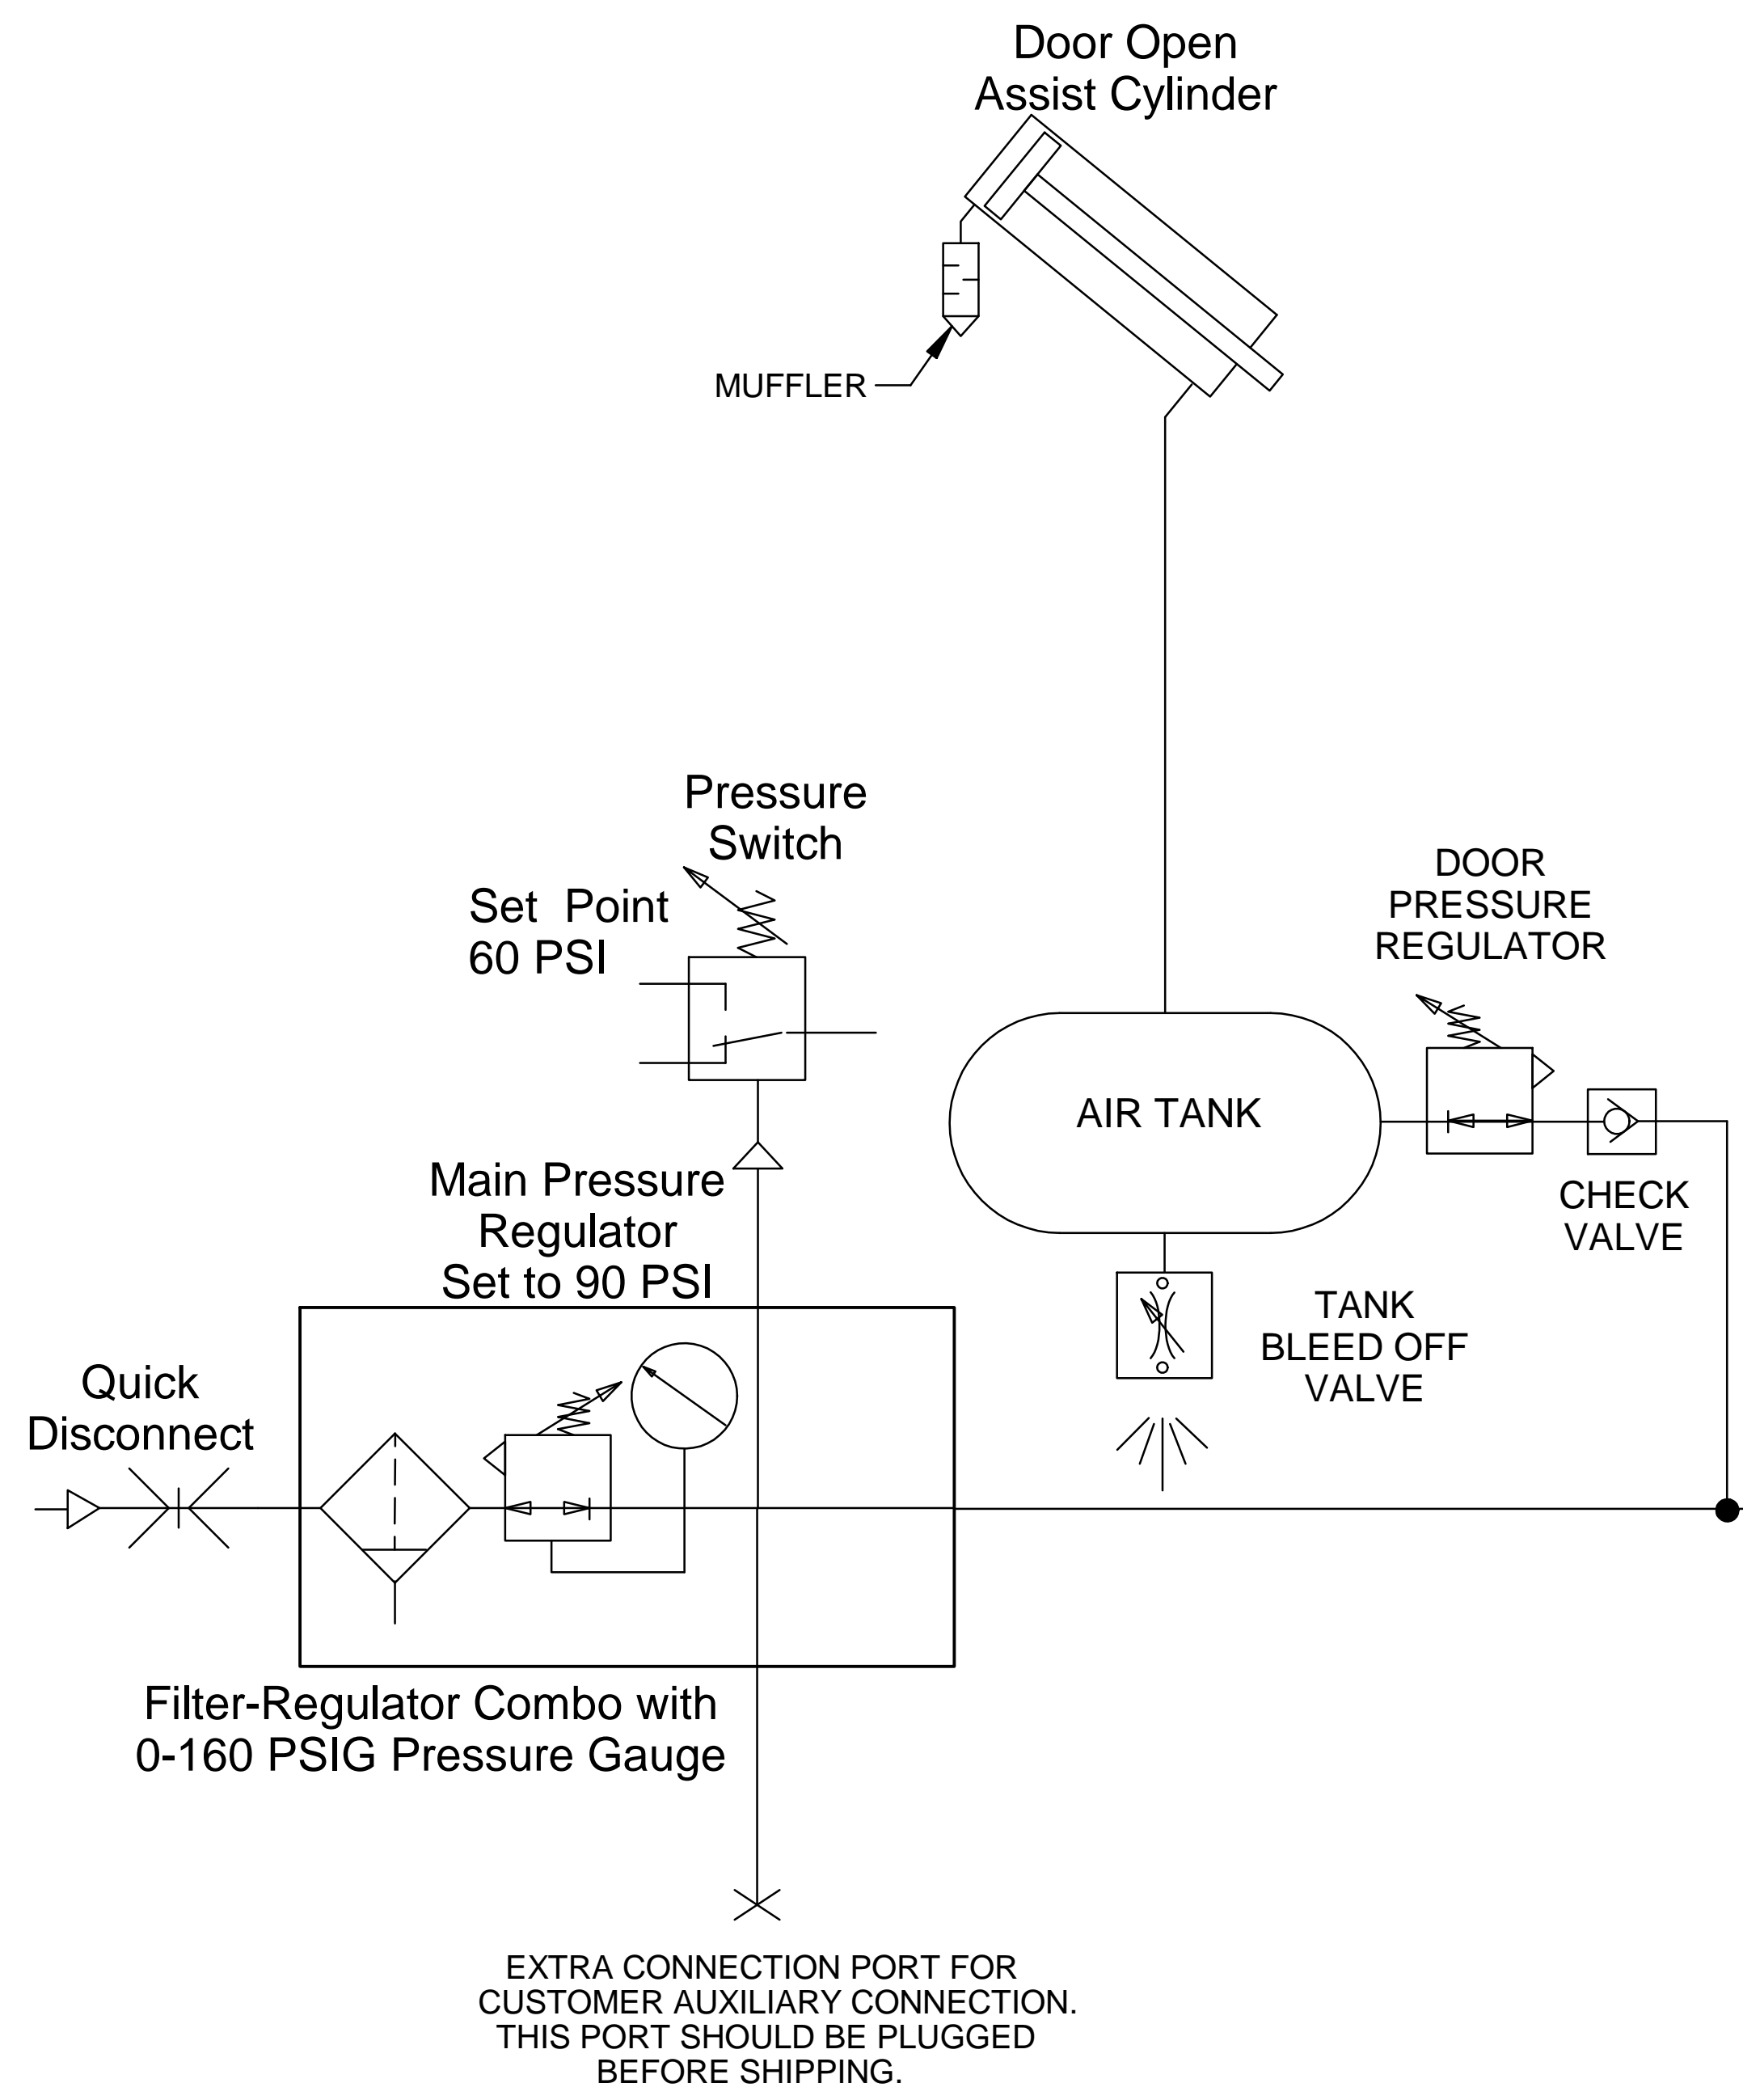 Door Open
Assist Cylinder
MUFFLER
Pressure
Switch
Set Point
60 PSI
DOOR
PRESSURE
REGULATOR
AIR TANK
Main Pressure
Regulator
Set to 90 PSI
CHECK
VALVE
TANK
BLEED OFF
VALVE
Quick
Disconnect
Filter-Regulator Combo with
0-160 PSIG Pressure Gauge
EXTRA CONNECTION PORT FOR
CUSTOMER AUXILIARY CONNECTION.
THIS PORT SHOULD BE PLUGGED
BEFORE SHIPPING.